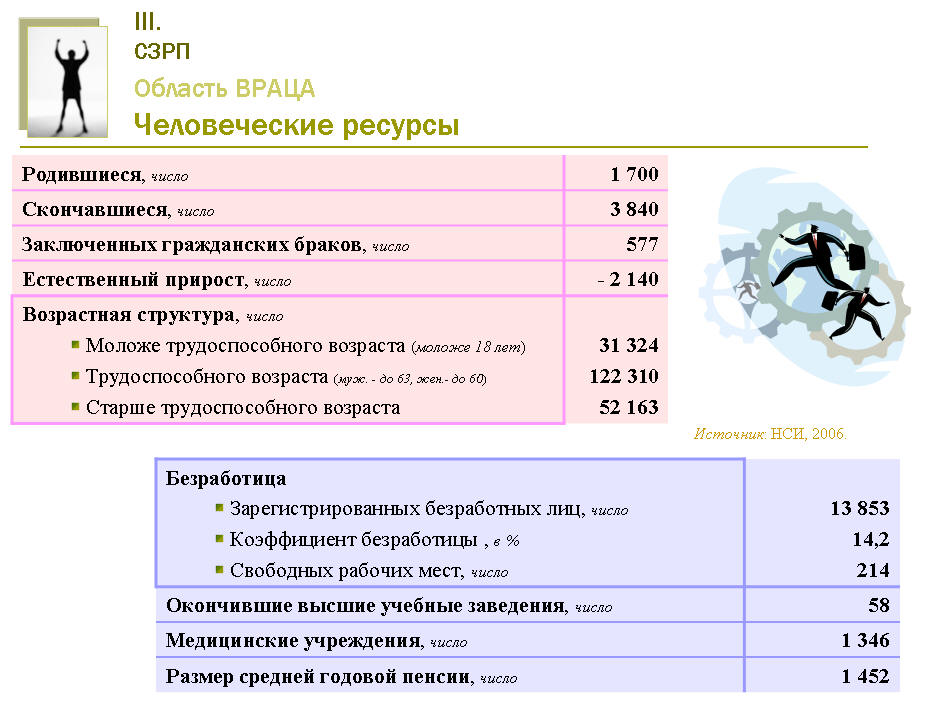 III.
СЗРП
Область ВРАЦА
Человеческие ресурсы
Родившиеся, число 1 700
Скончавшиеся, число 3 840
Заключенных гражданских браков, число 577
Естественный прирост, число - 2 140
Возрастная структура, число
Моложе трудоспособного возраста (моложе 18 лет) 31 324
Трудоспособного возраста (муж. - до 63, жен.- до 60) 122 310
Старше трудоспособного возраста 52 163
Источник: НСИ, 2006.
Безработица
Зарегистрированных безработных лиц, число 13 853
Коэффициент безработицы , в % 14,2
Свободных рабочих мест, число 214
Окончившие высшие учебные заведения, число 58
Медицинские учреждения, число 1 346
Размер средней годовой пенсии, число 1 452